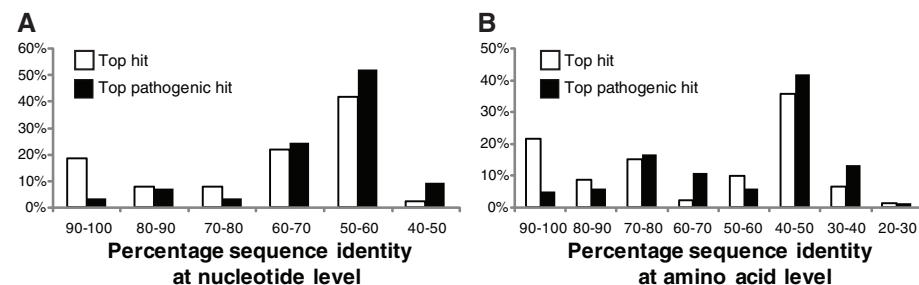 A
60%
50%
40%
30%
20%
10%
0%
Top hit
Top pathogenic hit
90-100 80-90 70-80 60-70 50-60 40-50
Percentage sequence identity
at nucleotide level
B
50%
40%
30%
20%
10%
0%
Top hit
Top pathogenic hit
90-100 80-90 70-80 60-70 50-60 40-50 30-40 20-30
Percentage sequence identity
at amino acid level